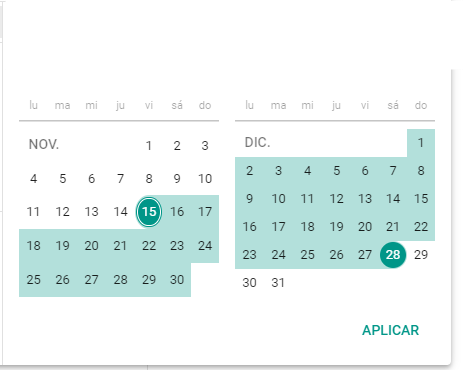 lu ma mi ju vi sá do
NOV. 1 2 3
4 5 6 7 8 9 10
11 12 13 14 15 16 17
18 19 20 21 22 23 24
25 26 27 28 29 30
lu ma mi ju vi sá do
DIC. 1
2 3 4 5 6 7 8
9 10 11 12 13 14 15
16 17 18 19 20 21 22
23 24 25 26 27 28 29
30 31
APLICAR